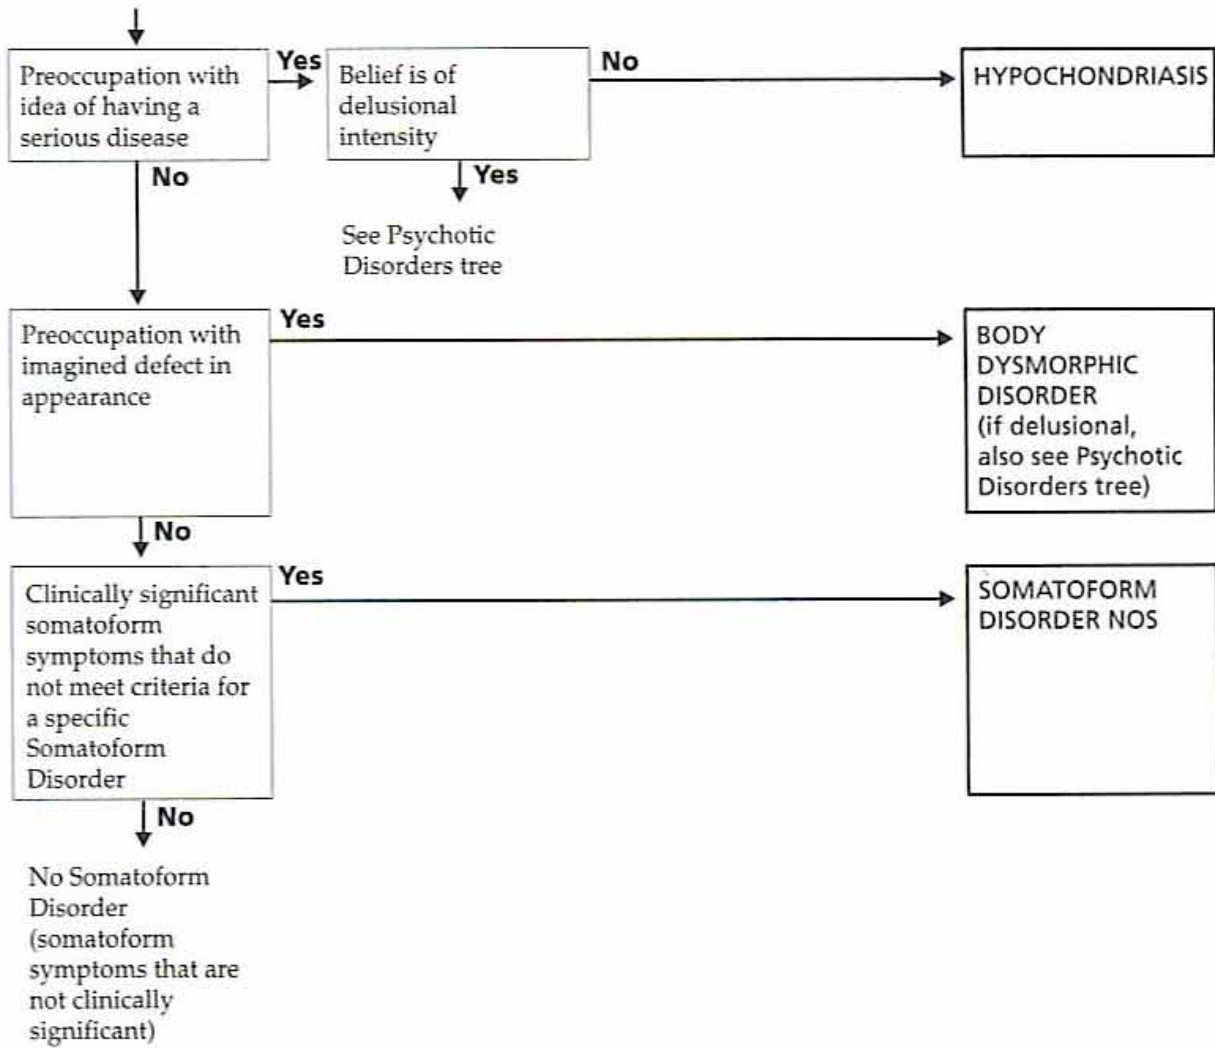 Preoccupation with
idea of having a
serious disease
Yes
Belief is of
delusional
intensity
No
HYPOCHONDRIASIS
No
Yes
See Psychotic
Disorders tree
Preoccupation with
imagined defect in
appearance
Yes
BODY
DYSMORPHIC
DISORDER
(if delusional,
also see Psychotic
Disorders tree)
No
Clinically significant
somatoform
symptoms that do
not meet criteria for
a specific
Somatoform
Disorder
Yes
SOMATOFORM
DISORDER NOS
No
No Somatoform
Disorder
(somatoform
symptoms that are
not clinically
significant)